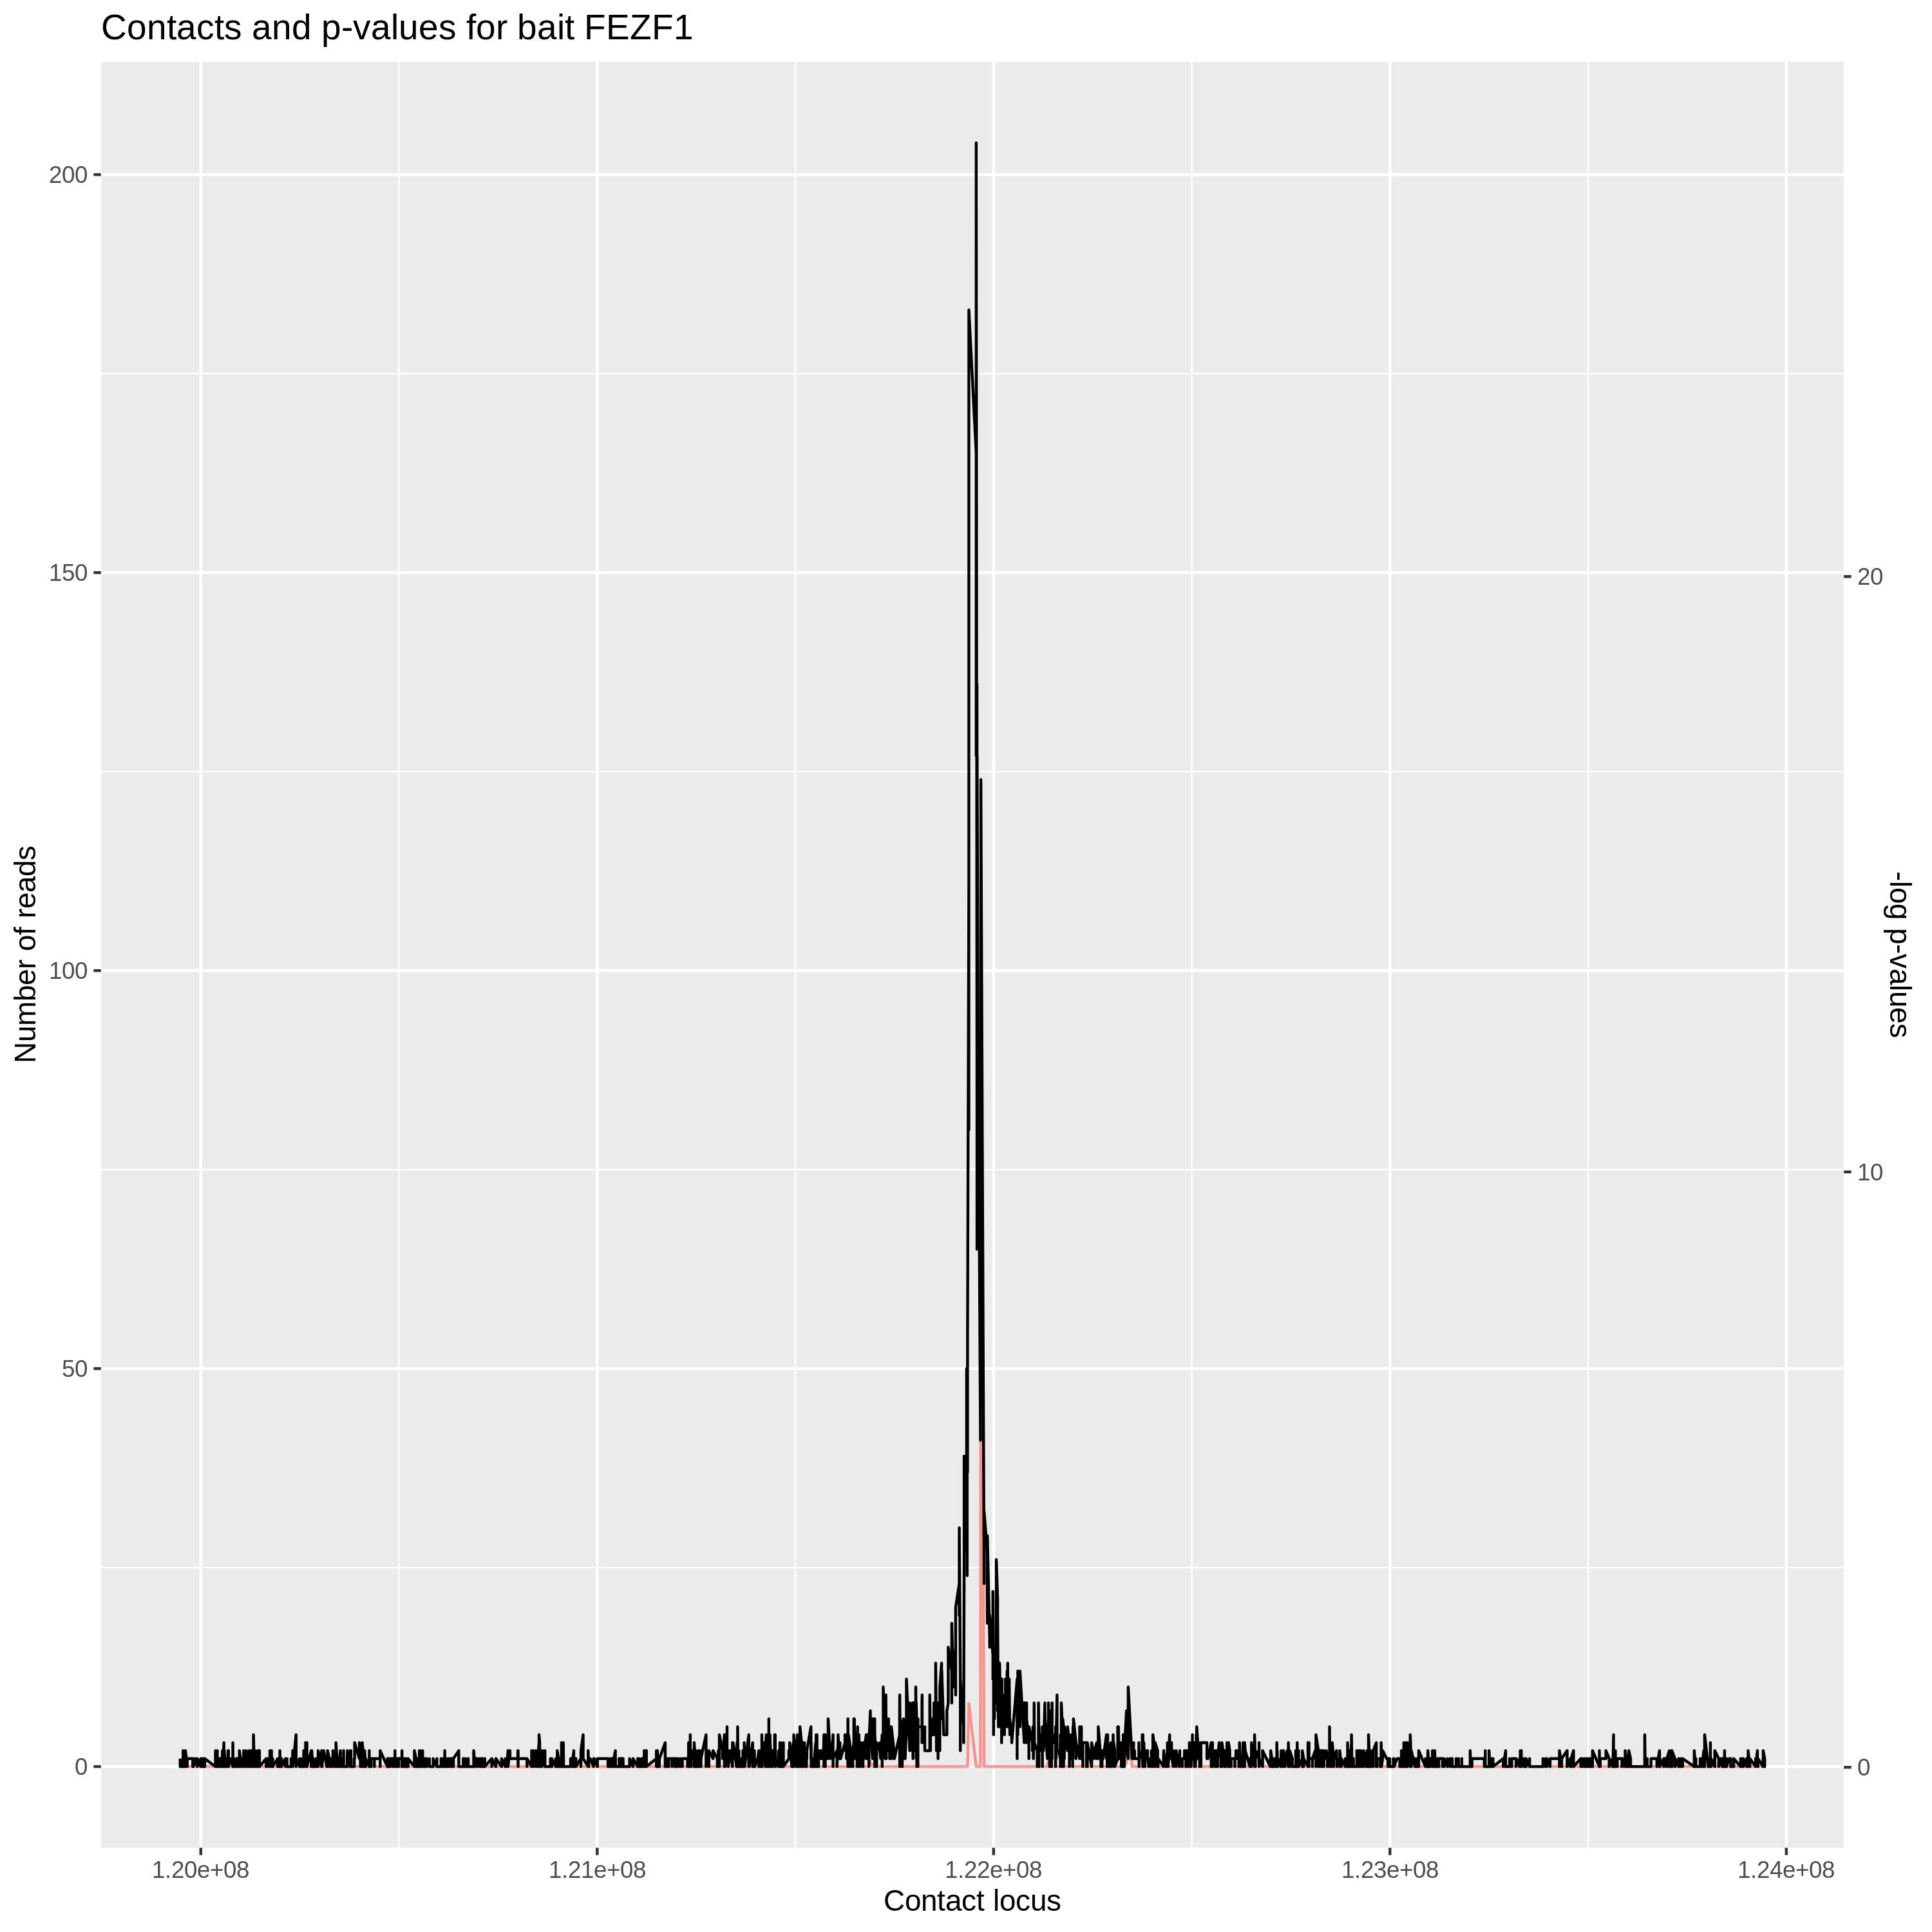 Contacts and p-values for bait FEZF1
200
150
100
50
0
Number of reads
20
10
0
-log p-values
1.20e+08
1.21e+08
1.22e+08
1.23e+08
1.24e+08
Contact locus